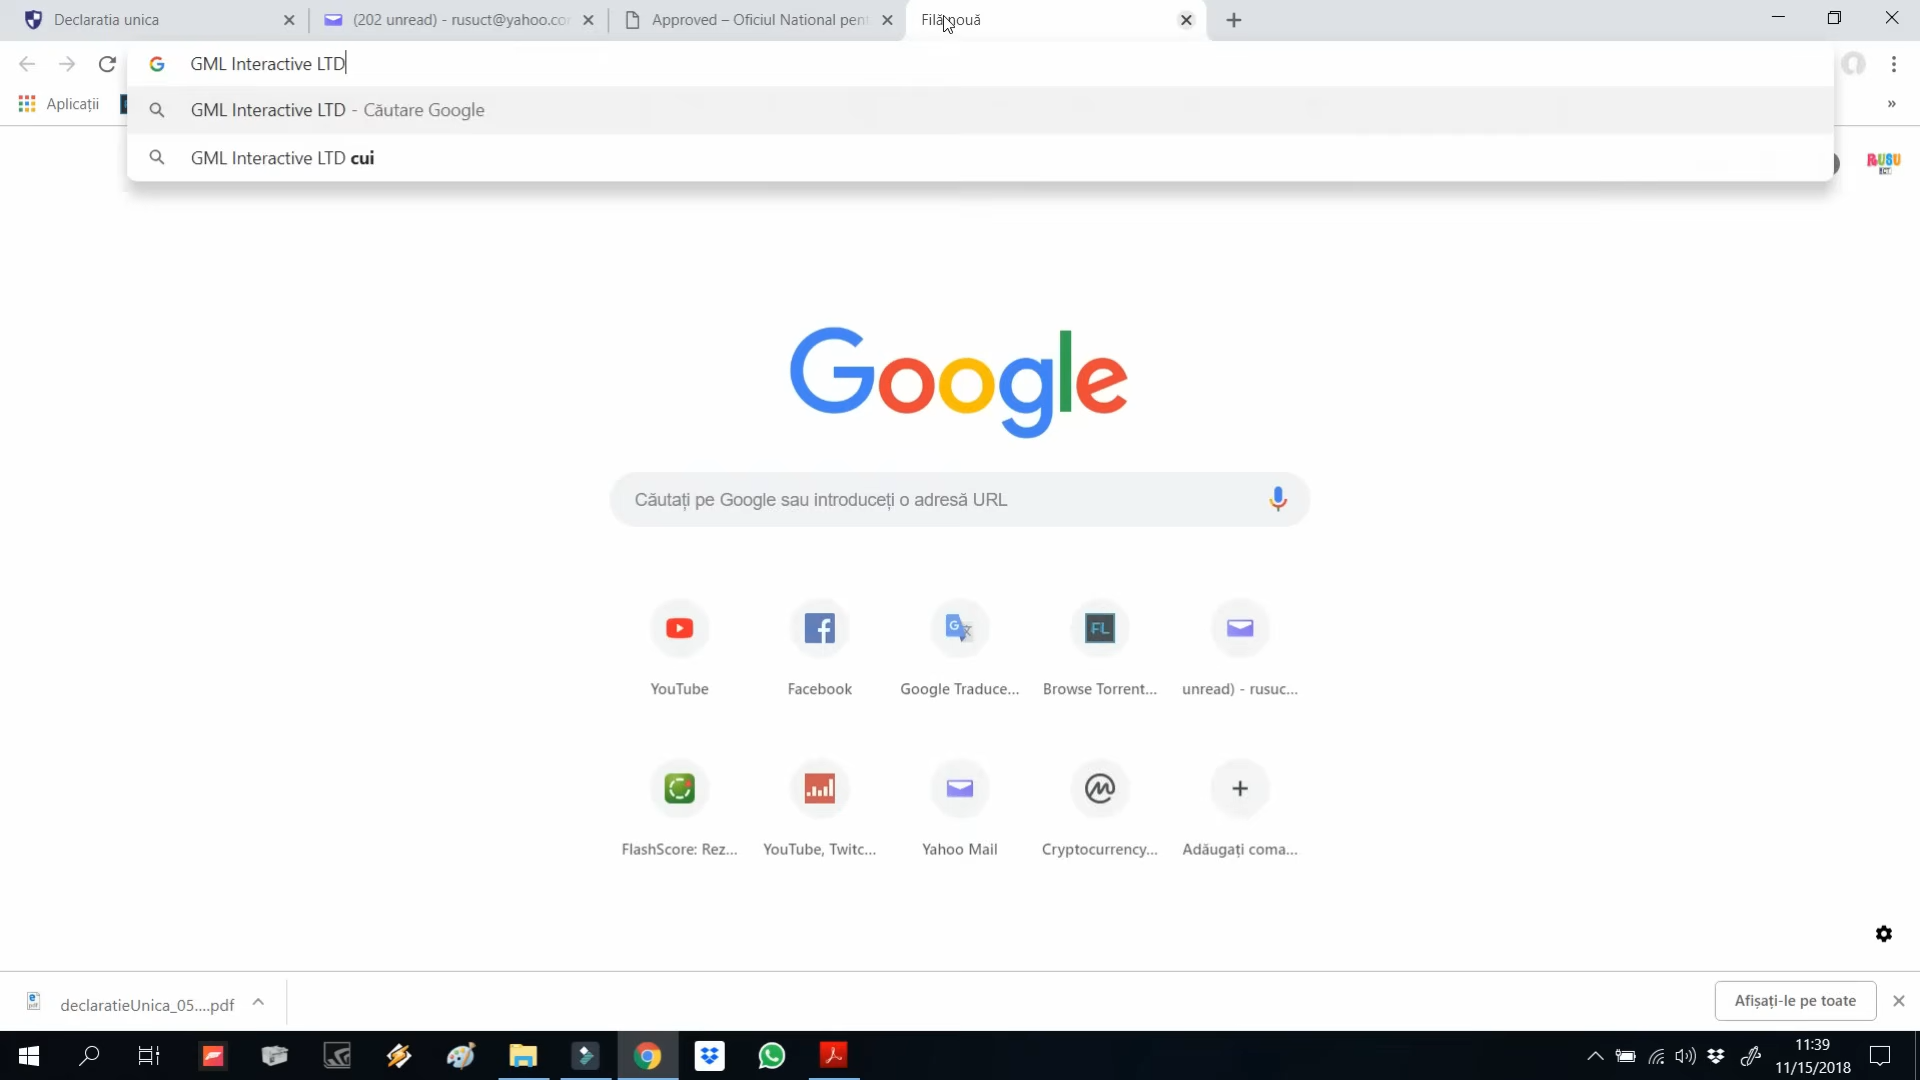 Declaratia unica
(202 unread) - rusuct@yahoo.co
Approved – Oficiul National pen
Filă nouă
GML Interactive LTD
Aplicații
GML Interactive LTD - Căutare Google
GML Interactive LTD cui
RUSU
Google
Căutați pe Google sau introduceți o adresă URL
FL
YouTube
Facebook
Google Traduce...
Browse Torrent...
unread) - rusuc...
FlashScore: Rez...
YouTube, Twitc...
Yahoo Mail
Cryptocurrency...
Adăugați coma...
declaratieUnica_05....pdf
Afișați-le pe toate
11:39
11/15/2018